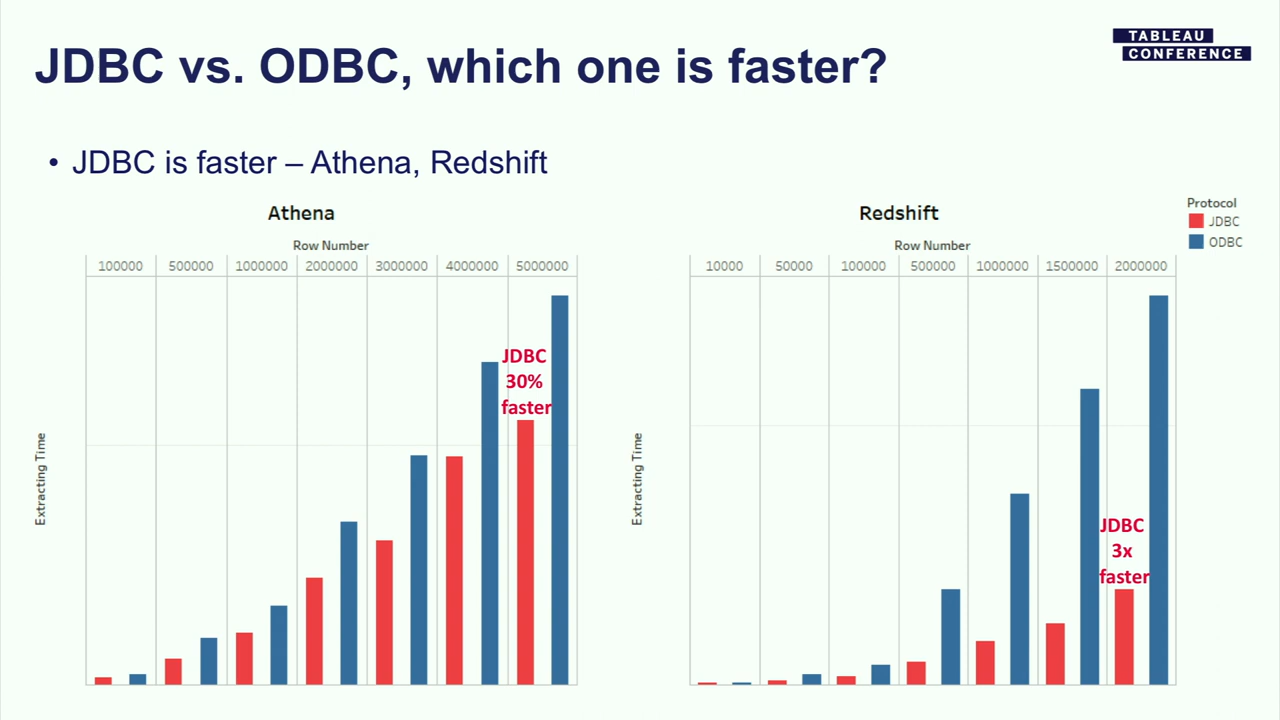 TABLEAU
CONFERENCE
JDBC vs. ODBC, which one is faster?
• JDBC is faster – Athena, Redshift
Athena
Row Number
100000 500000 1000000 2000000 3000000 4000000 5000000
Extracting Time
JDBC
30%
faster
Redshift
Row Number
10000 50000 100000 500000 1000000 1500000 2000000
Extracting Time
JDBC
3x
faster
Protocol
JDBC
ODBC